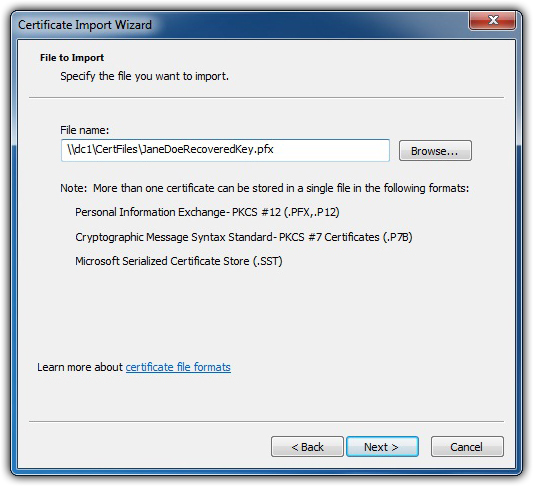 Certificate Import Wizard
File to Import
Specify the file you want to import.
File name:
\\dc1\CertFiles\JaneDoeRecoveredKey.pfx
Browse...
Note:  More than one certificate can be stored in a single file in the following formats:
Personal Information Exchange- PKCS #12 (.PFX,.P12)
Cryptographic Message Syntax Standard- PKCS #7 Certificates (.P7B)
Microsoft Serialized Certificate Store (.SST)
Learn more about certificate file formats
< Back
Next >
Cancel